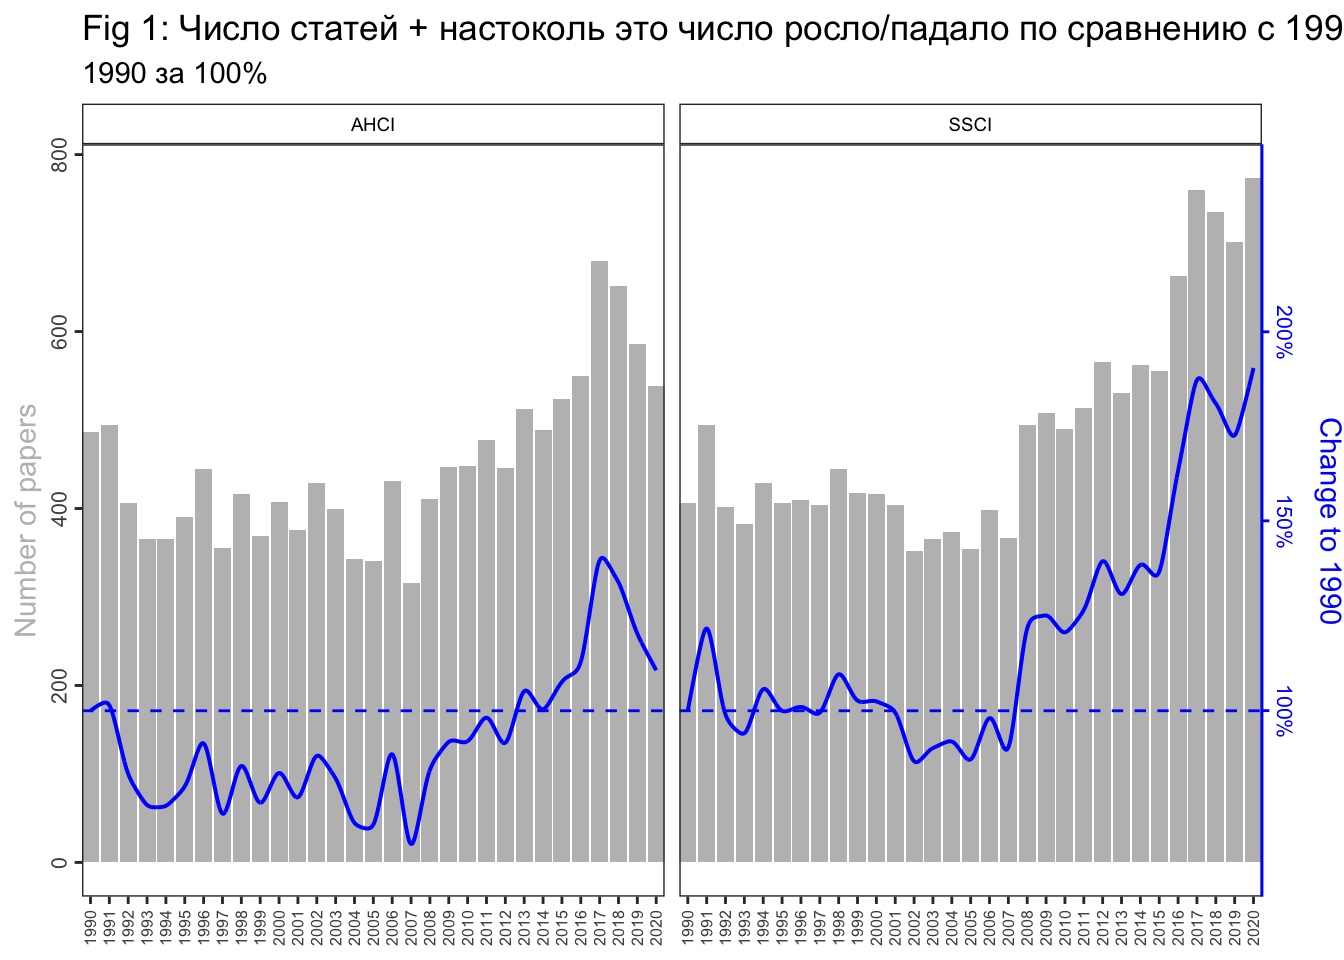 Fig 1: Число статей + настоколь это число росло/падало по сравнению с 199
1990 за 100%
AHCI
SSCI
Number of papers
800
600
400
200
0
200%
150%
100%
Change to 1990
1990 1991 1992 1993 1994 1995 1996 1997 1998 1999 2000 2001 2002 2003 2004 2005 2006 2007 2008 2009 2010 2011 2012 2013 2014 2015 2016 2017 2018 2019 2020
1990 1991 1992 1993 1994 1995 1996 1997 1998 1999 2000 2001 2002 2003 2004 2005 2006 2007 2008 2009 2010 2011 2012 2013 2014 2015 2016 2017 2018 2019 2020